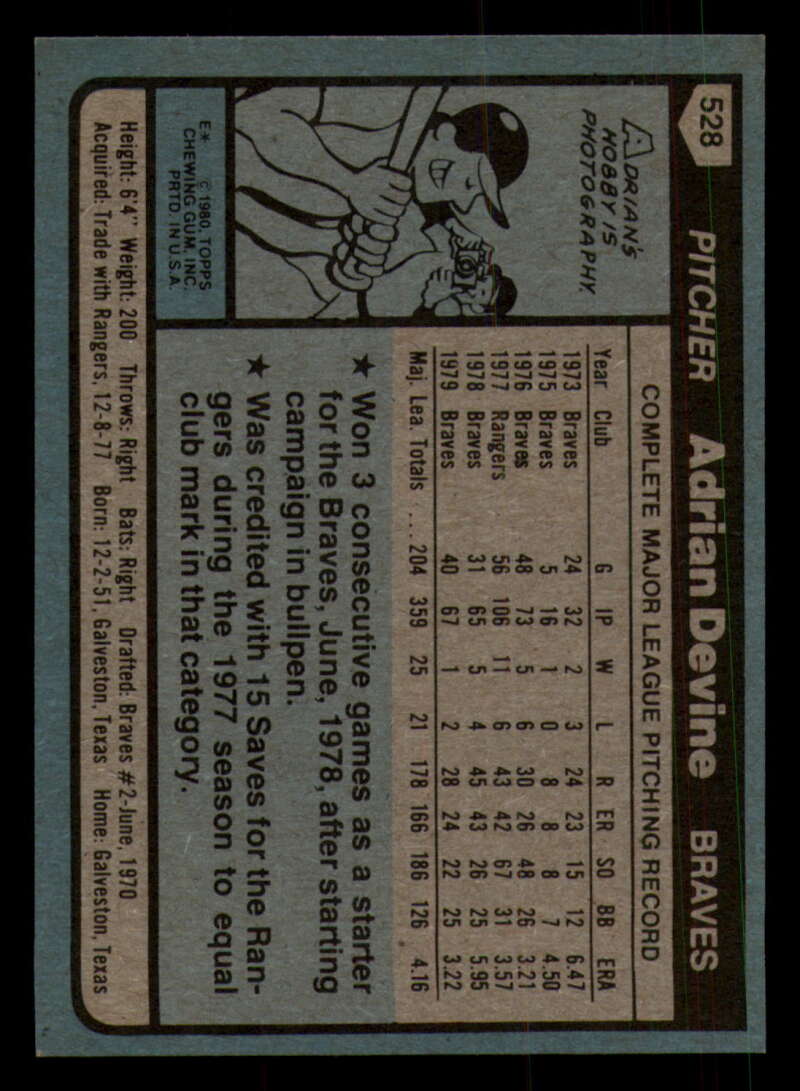 528 PITCHER Adrian Devine BRAVES
ADRIAN'S
HOBBY IS
PHOTOGRAPHY.
E* © 1980 TOPPS
CHEWING GUM, INC.
PRTD. IN U.S.A.
COMPLETE MAJOR LEAGUE PITCHING RECORD
Year Club G IP W L R ER SO BB ERA
1973 Braves 24 32 2 3 24 23 15 12 6.47
1975 Braves 5 16 1 0 8 8 8 7 4.50
1976 Braves 48 73 5 6 30 26 48 26 3.21
1977 Rangers 56 106 11 6 43 42 67 31 3.57
1978 Braves 31 65 5 4 45 43 26 25 5.95
1979 Braves 40 67 1 2 28 24 22 25 3.22
Maj. Lea. Totals ... 204 359 25 21 178 166 186 126 4.16
★ Won 3 consecutive games as a starter
for the Braves, June, 1978, after starting
campaign in bullpen.
★ Was credited with 15 Saves for the Ran-
gers during the 1977 season to equal
club mark in that category.
Height: 6'4" Weight: 200 Throws: Right Bats: Right Drafted: Braves #2-June, 1970
Acquired: Trade with Rangers, 12-8-77 Born: 12-2-51, Galveston, Texas Home: Galveston, Texas